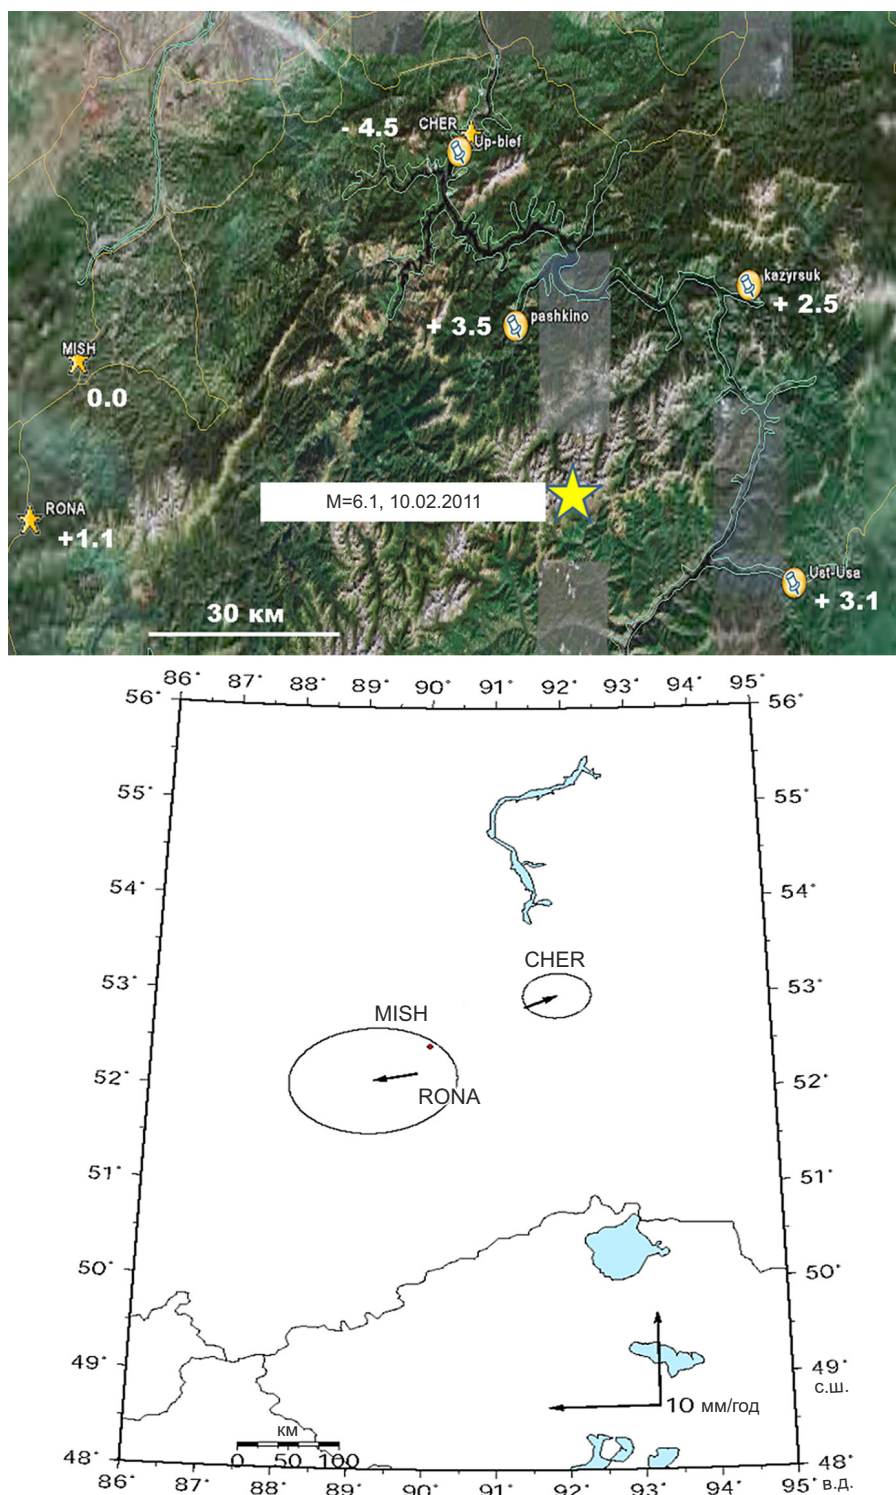 - 4.5
CHER
Up-blef
kazyrsuk
+ 2.5
+ 3.5
pashkino
MISH
0.0
M=6.1, 10.02.2011
RONA
+1.1
Ust-Usa
+ 3.1
30 км
86° 87° 88° 89° 90° 91° 92° 93° 94° 95°
56° 56°
55° 55°
54° 54°
CHER
53° 53°
MISH
52° 52°
RONA
51° 51°
50° 50°
49° 49°
с.ш.
10 мм/год
км
0 50 100
48° 48°
86° 87° 88° 89° 90° 91° 92° 93° 94° 95° в.д.